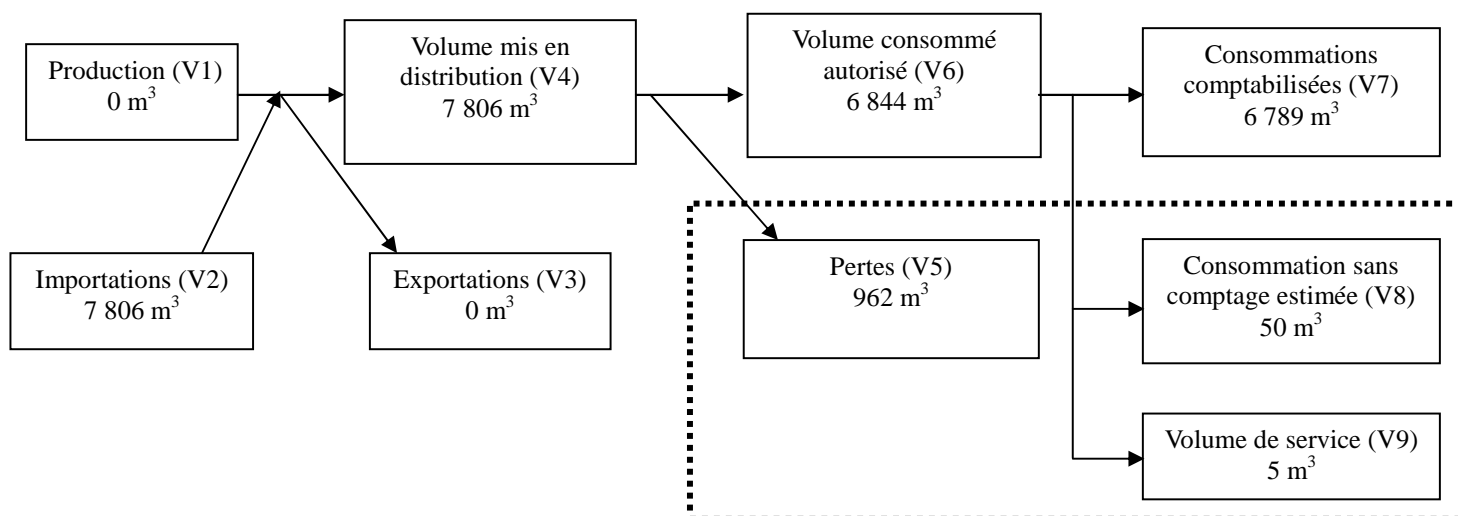 Production (V1)
0 m³
Volume mis en
distribution (V4)
7 806 m³
Volume consommé
autorisé (V6)
6 844 m³
Consommations
comptabilisées (V7)
6 789 m³
Importations (V2)
7 806 m³
Exportations (V3)
0 m³
Pertes (V5)
962 m³
Consommation sans
comptage estimée (V8)
50 m³
Volume de service (V9)
5 m³